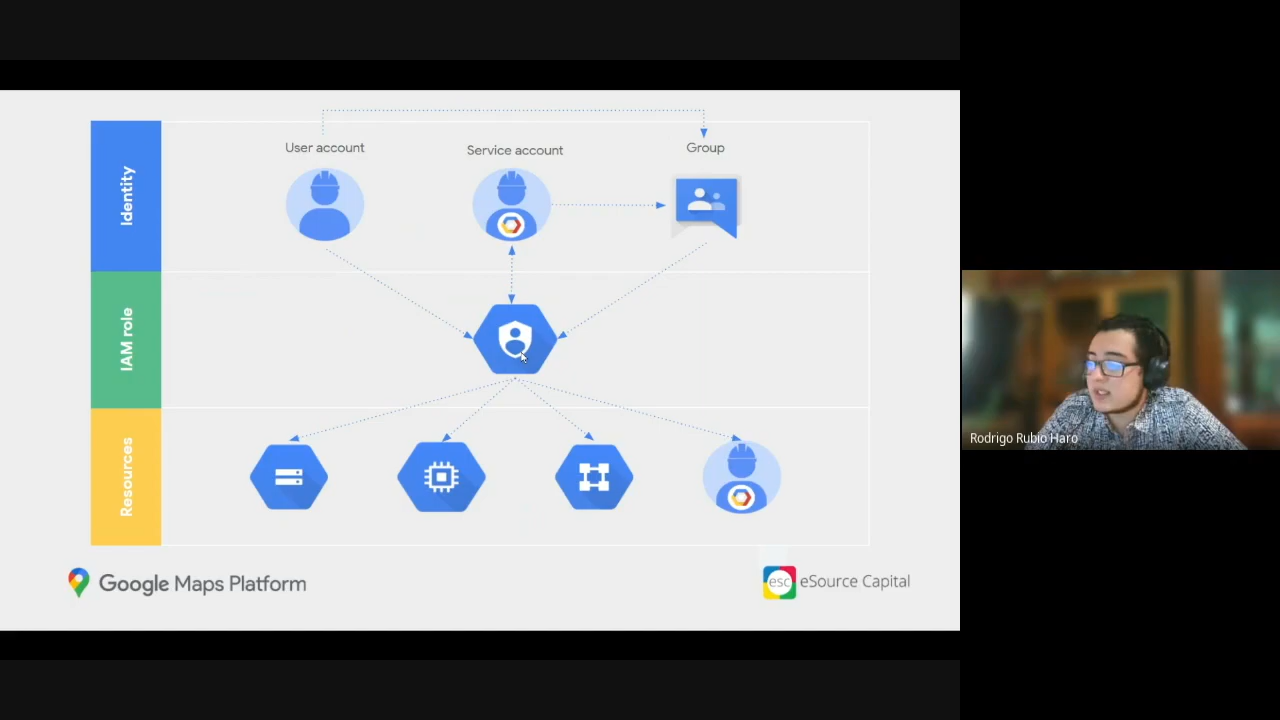 User account
Service account
Group
Identity
IAM role
Resources
Google Maps Platform
esc eSource Capital
Rodrigo Rubio Haro